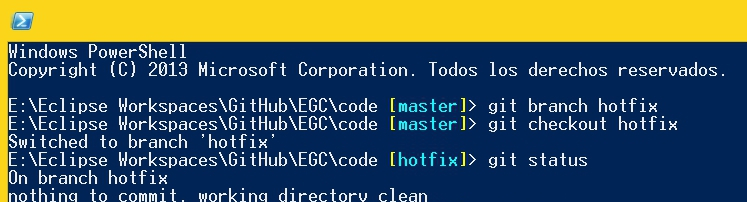 Windows PowerShell
Copyright (C) 2013 Microsoft Corporation. Todos los derechos reservados.
E:\Eclipse Workspaces\GitHub\EGC\code [master]> git branch hotfix
E:\Eclipse Workspaces\GitHub\EGC\code [master]> git checkout hotfix
Switched to branch 'hotfix'
E:\Eclipse Workspaces\GitHub\EGC\code [hotfix]> git status
On branch hotfix
nothing to commit, working directory clean